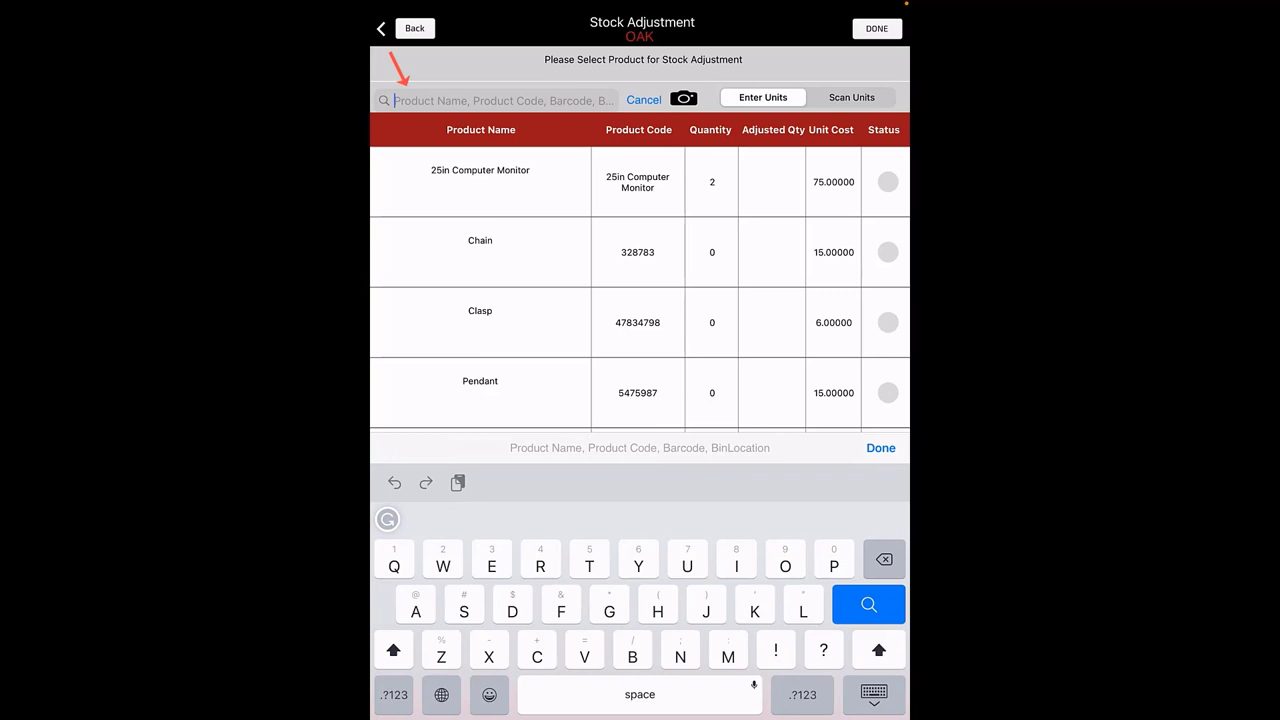 Back
Stock Adjustment
OAK
DONE
Please Select Product for Stock Adjustment
Product Name, Product Code, Barcode, B...
Cancel
Enter Units
Scan Units
Product Name Product Code Quantity Adjusted Qty Unit Cost Status
25in Computer Monitor 25in Computer Monitor 2 75.00000
Chain 328783 0 15.00000
Clasp 47834798 0 6.00000
Pendant 5475987 0 15.00000
Product Name, Product Code, Barcode, BinLocation
Done
1 2 3 4 5 6 7 8 9 0
Q W E R T Y U I O P
@ # $ & * ( ) ' "
A S D F G H J K L
% - + = / ; :
Z X C V B N M ! ?
.?123 space .?123